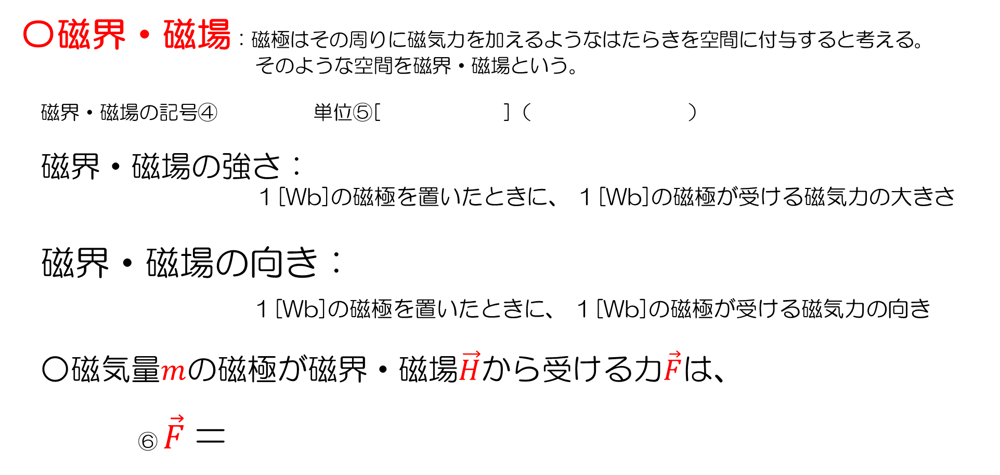 〇磁界・磁場：磁極はその周りに磁気力を加えるようなはたらきを空間に付与すると考える。
そのような空間を磁界・磁場という。
磁界・磁場の記号④　　　　　単位⑤[　　　　　　]（　　　　　　　　）
磁界・磁場の強さ：
１[Wb]の磁極を置いたときに、１[Wb]の磁極が受ける磁気力の大きさ
磁界・磁場の向き：
１[Wb]の磁極を置いたときに、１[Wb]の磁極が受ける磁気力の向き
〇磁気量mの磁極が磁界・磁場H⃗から受ける力F⃗は、
⑥ F⃗ ＝